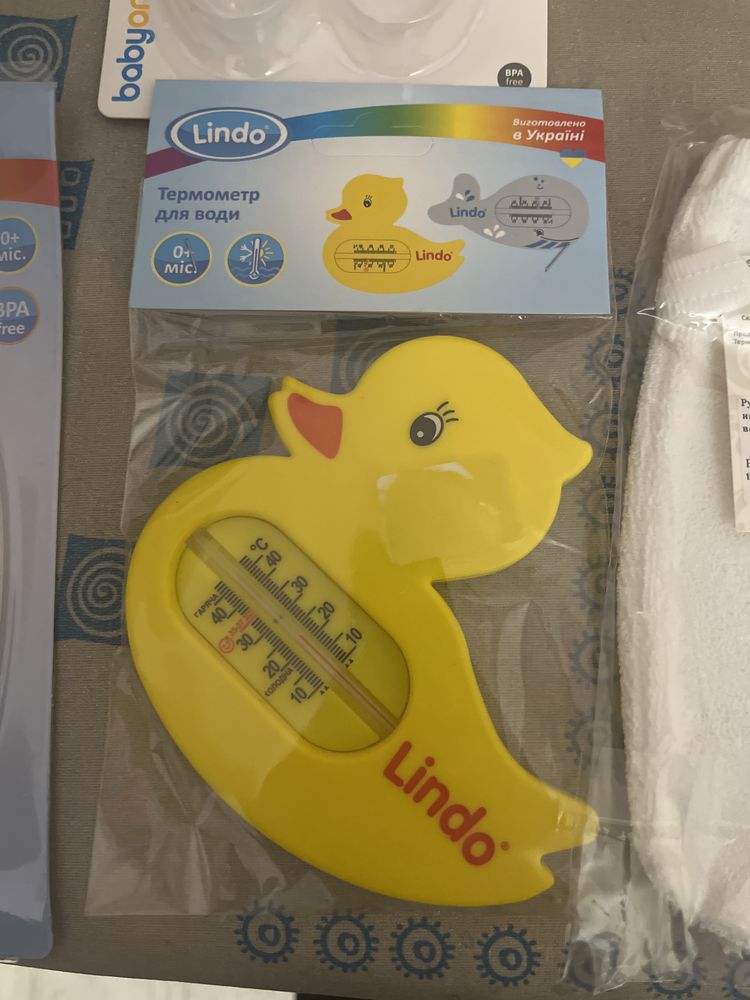 babyon
BPA
free
Lindo®
Виготовлено
в Україні
Термометр
для води
0+
міс.
Lindo®
Lindo®
0+
міс.
BPA
free
°C
40
30
20
10
ГАРЯЧА
40
30
20
ХОЛОДНА
10
Lindo®